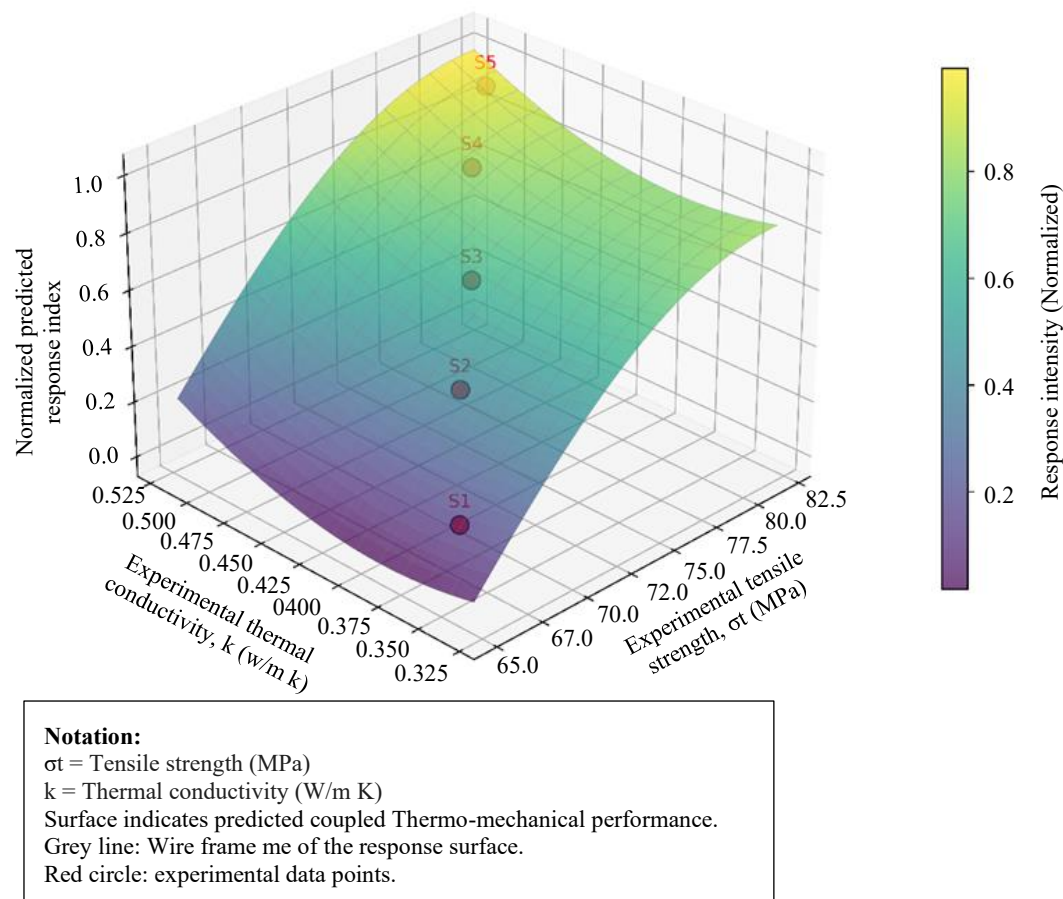 S5
S4
S3
S2
S1
1.0
0.8
0.6
0.4
0.2
0.0
Normalized predicted
response index
0.525
0.500
0.475
0.450
0.425
0400
0.375
0.350
0.325
Experimental thermal
conductivity, k (w/m k)
65.0
67.0
70.0
72.0
75.0
77.5
80.0
82.5
Experimental tensile
strength, σt (MPa)
0.8
0.6
0.4
0.2
Response intensity (Normalized)
Notation:
σt = Tensile strength (MPa)
k = Thermal conductivity (W/m K)
Surface indicates predicted coupled Thermo-mechanical performance.
Grey line: Wire frame me of the response surface.
Red circle: experimental data points.